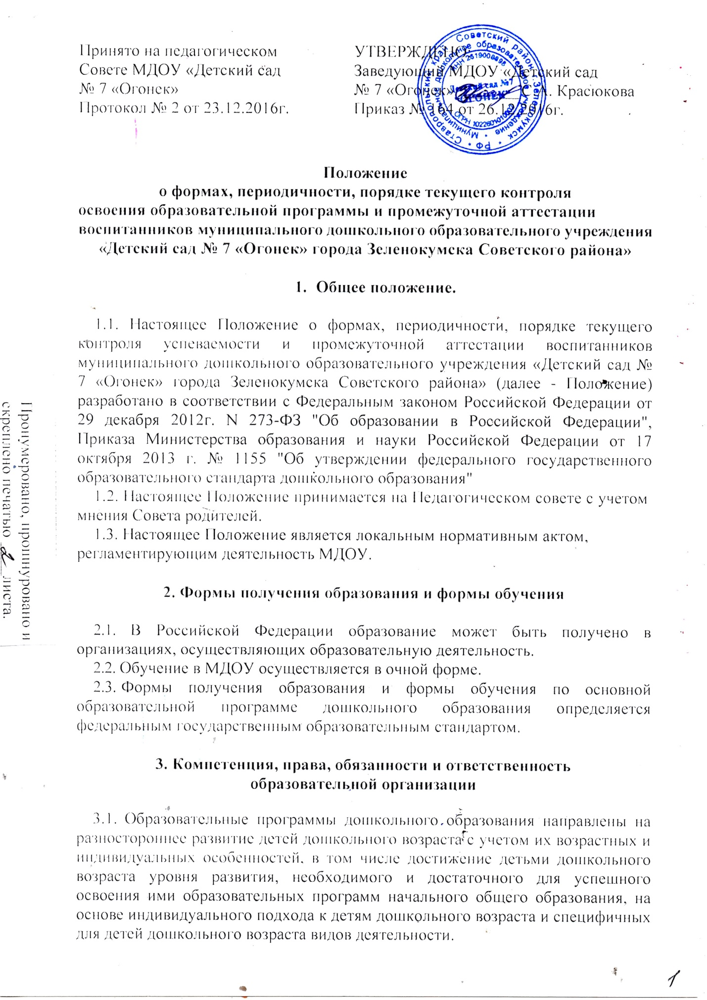 Принято на педагогическом
Совете МДОУ «Детский сад
№ 7 «Огонек»
Протокол № 2 от 23.12.2016г.
УТВЕРЖДЕНО:
Заведующий МДОУ «Детский сад
№ 7 «Огонек» С.А. Красюкова
Приказ № 164 от 26.12.2016г.
РФ * Ставропольский край Советский район г.Зеленокумск *
Муниципальное дошкольное образовательное учреждение
Детский сад №7
"ОГОНЕК"
Положение
о формах, периодичности, порядке текущего контроля
освоения образовательной программы и промежуточной аттестации
воспитанников муниципального дошкольного образовательного учреждения
«Детский сад № 7 «Огонек» города Зеленокумска Советского района»
1. Общее положение.
1.1. Настоящее Положение о формах, периодичности, порядке текущего
контроля успеваемости и промежуточной аттестации воспитанников
муниципального дошкольного образовательного учреждения «Детский сад №
7 «Огонек» города Зеленокумска Советского района» (далее - Положение)
разработано в соответствии с Федеральным законом Российской Федерации от
29 декабря 2012г. N 273-ФЗ "Об образовании в Российской Федерации",
Приказа Министерства образования и науки Российской Федерации от 17
октября 2013 г. № 1155 "Об утверждении федерального государственного
образовательного стандарта дошкольного образования"
1.2. Настоящее Положение принимается на Педагогическом совете с учетом
мнения Совета родителей.
1.3. Настоящее Положение является локальным нормативным актом,
регламентирующим деятельность МДОУ.
2. Формы получения образования и формы обучения
2.1. В Российской Федерации образование может быть получено в
организациях, осуществляющих образовательную деятельность.
2.2. Обучение в МДОУ осуществляется в очной форме.
2.3. Формы получения образования и формы обучения по основной
образовательной программе дошкольного образования определяется
федеральным государственным образовательным стандартом.
3. Компетенция, права, обязанности и ответственность
образовательной организации
3.1. Образовательные программы дошкольного образования направлены на
разностороннее развитие детей дошкольного возраста с учетом их возрастных и
индивидуальных особенностей, в том числе достижение детьми дошкольного
возраста уровня развития, необходимого и достаточного для успешного
освоения ими образовательных программ начального общего образования, на
основе индивидуального подхода к детям дошкольного возраста и специфичных
для детей дошкольного возраста видов деятельности.
1
Пронумеровано, прошнуровано и
скреплено печатью 2 листа.